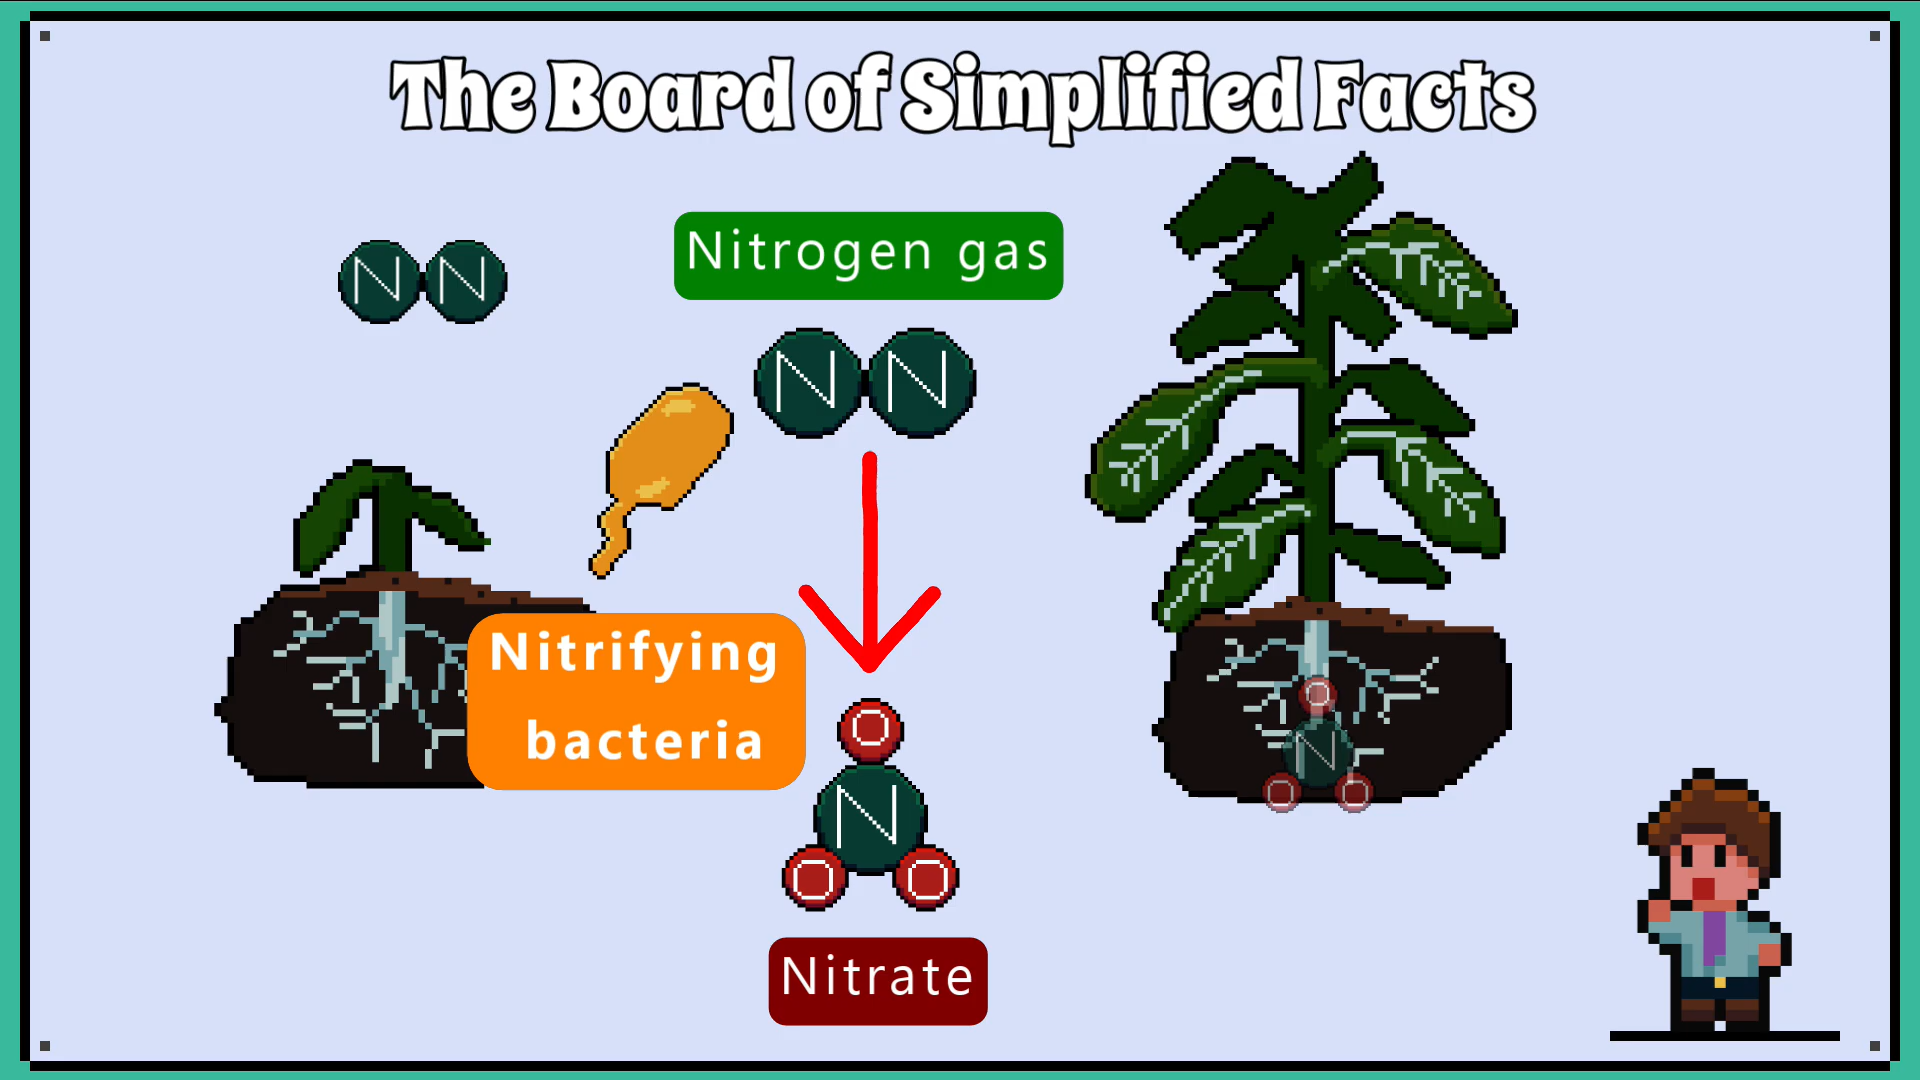 The Board of Simplified Facts
Nitrogen gas
N N
N N
Nitrifying
bacteria
O
N
O O
Nitrate
O
N
O O